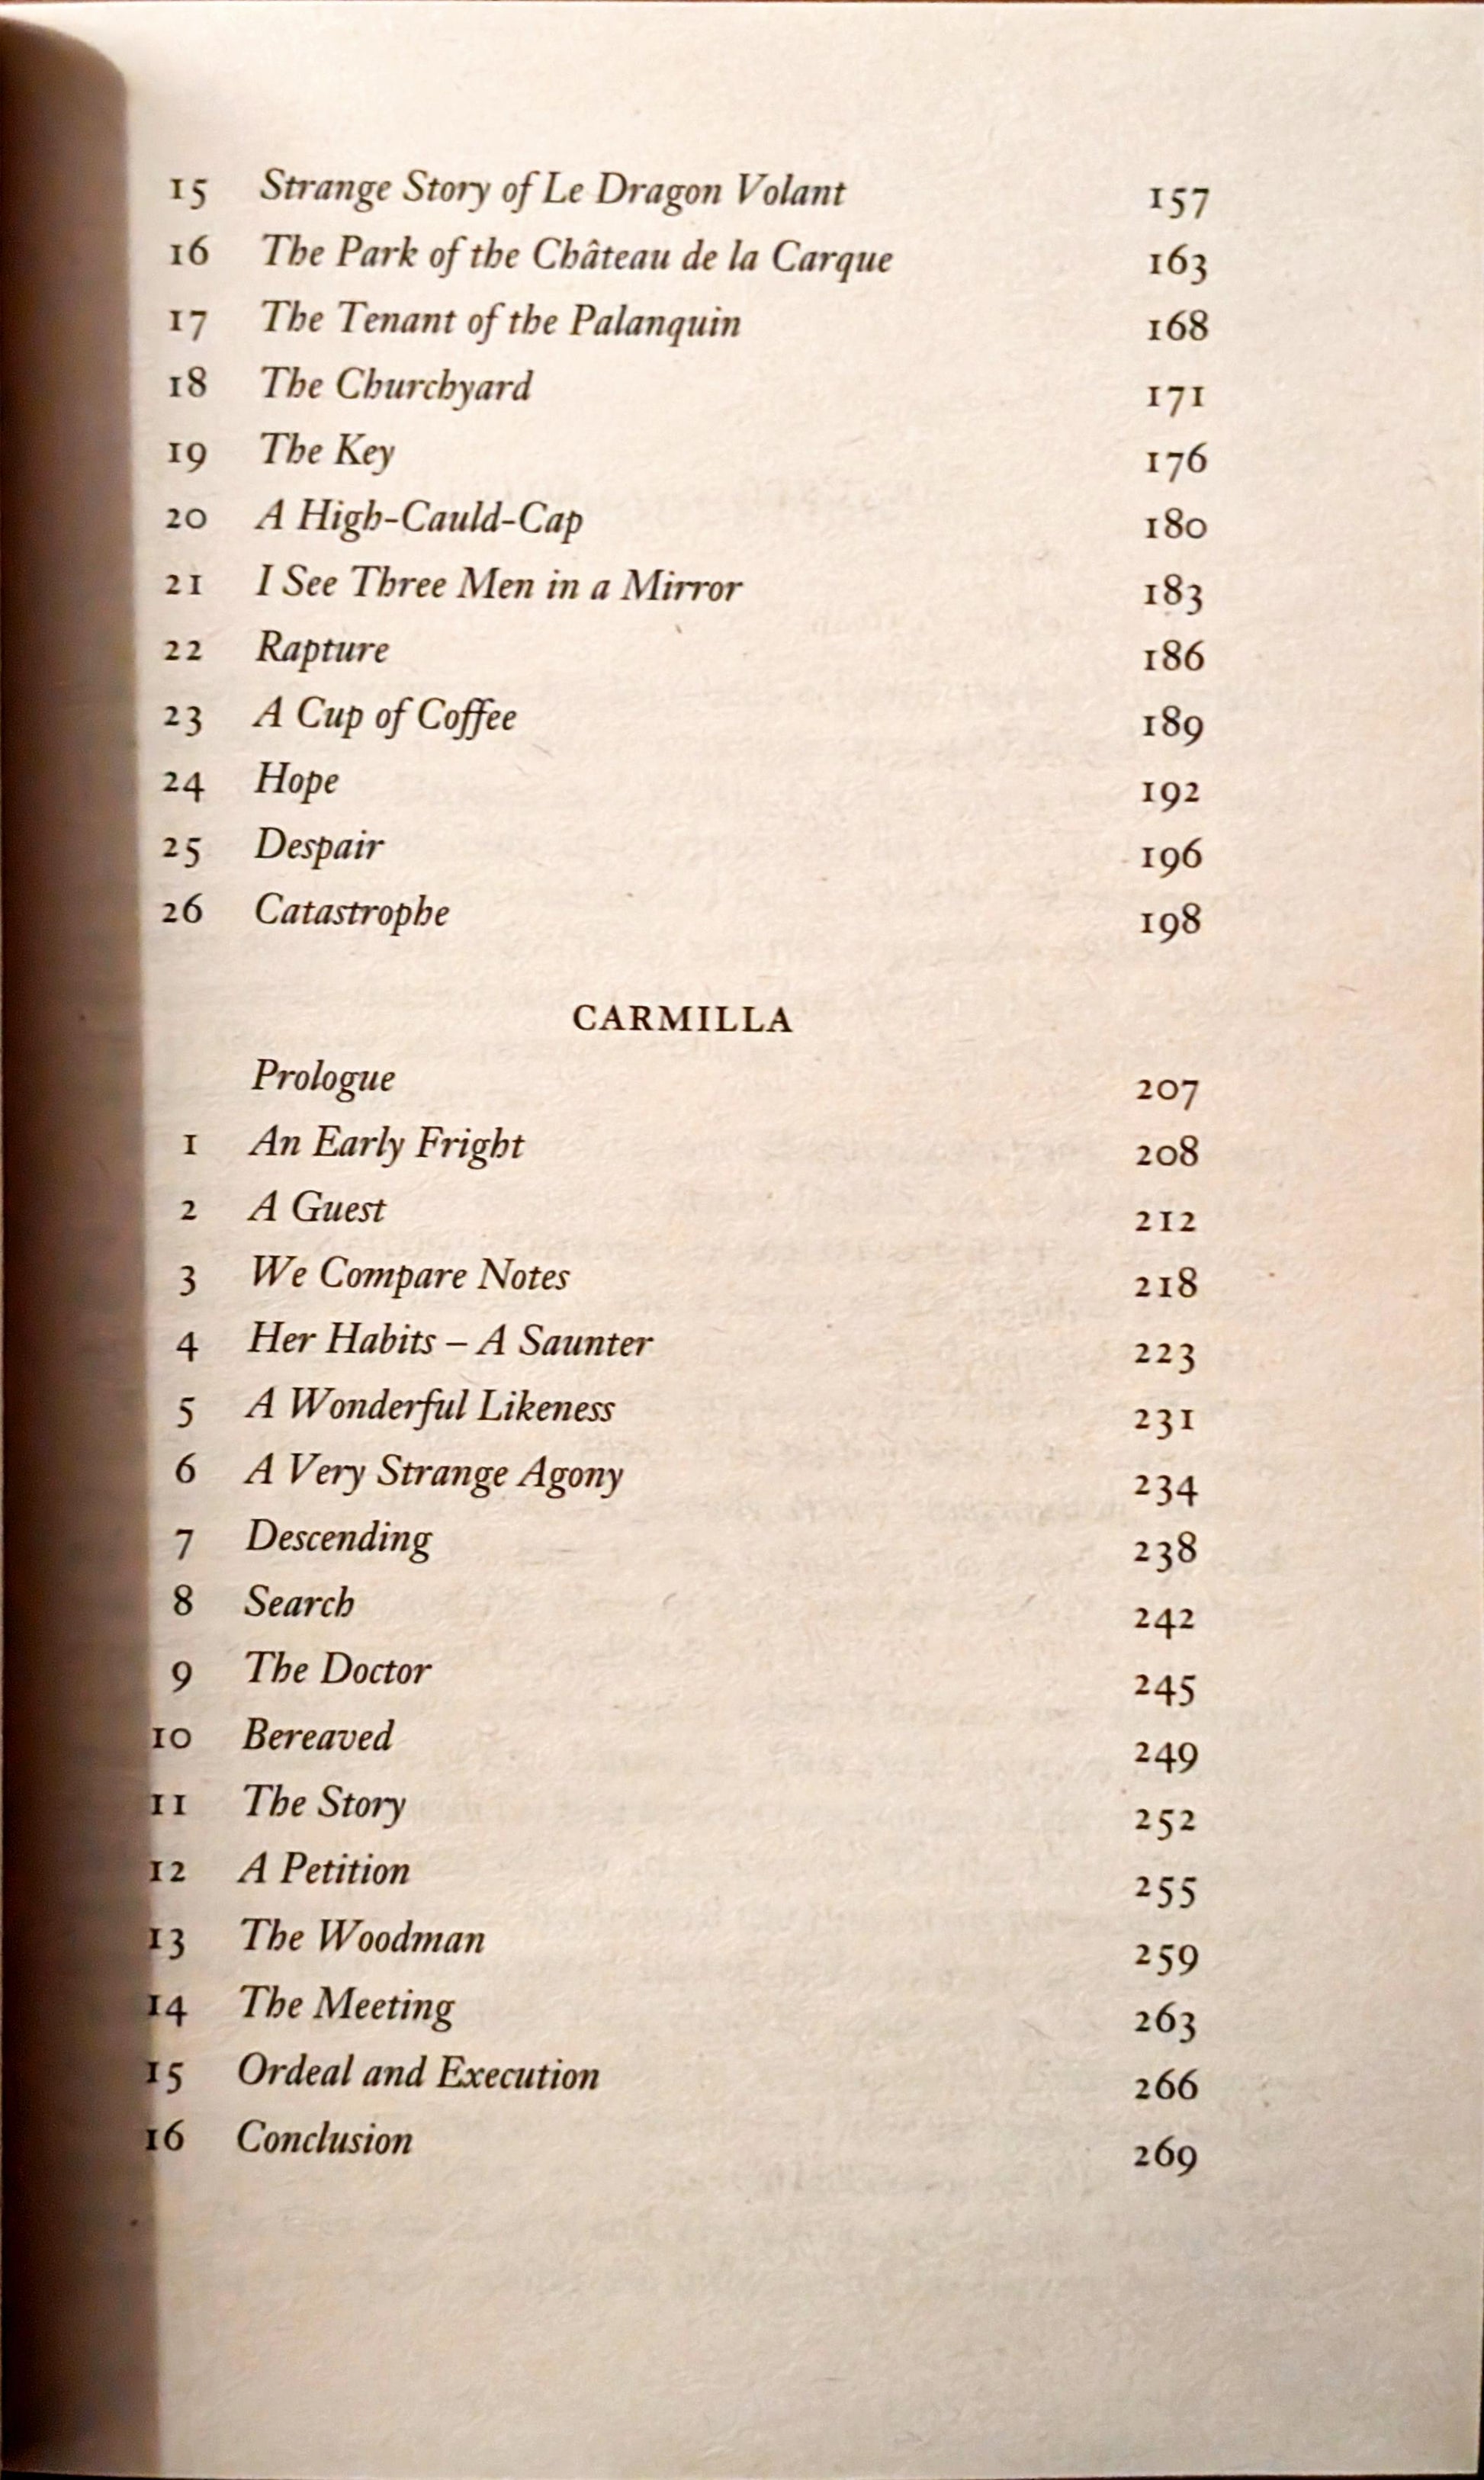 15 Strange Story of Le Dragon Volant 157
16 The Park of the Château de la Carque 163
17 The Tenant of the Palanquin 168
18 The Churchyard 171
19 The Key 176
20 A High-Cauld-Cap 180
21 I See Three Men in a Mirror 183
22 Rapture 186
23 A Cup of Coffee 189
24 Hope 192
25 Despair 196
26 Catastrophe 198
CARMILLA
Prologue 207
1 An Early Fright 208
2 A Guest 212
3 We Compare Notes 218
4 Her Habits – A Saunter 223
5 A Wonderful Likeness 231
6 A Very Strange Agony 234
7 Descending 238
8 Search 242
9 The Doctor 245
10 Bereaved 249
11 The Story 252
12 A Petition 255
13 The Woodman 259
14 The Meeting 263
15 Ordeal and Execution 266
16 Conclusion 269